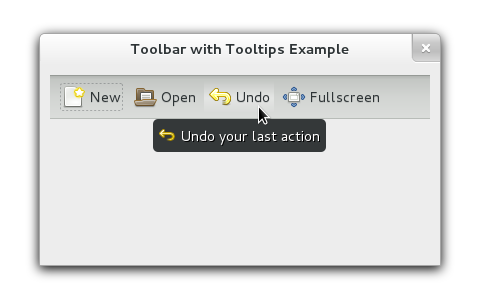 Toolbar with Tooltips Example
New Open Undo Fullscreen
Undo your last action